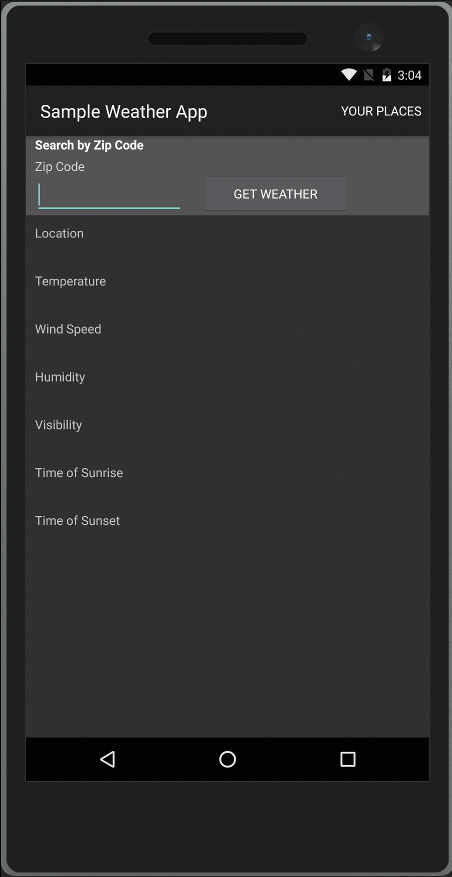 3:04
Sample Weather App YOUR PLACES
Search by Zip Code
Zip Code
GET WEATHER
Location
Temperature
Wind Speed
Humidity
Visibility
Time of Sunrise
Time of Sunset